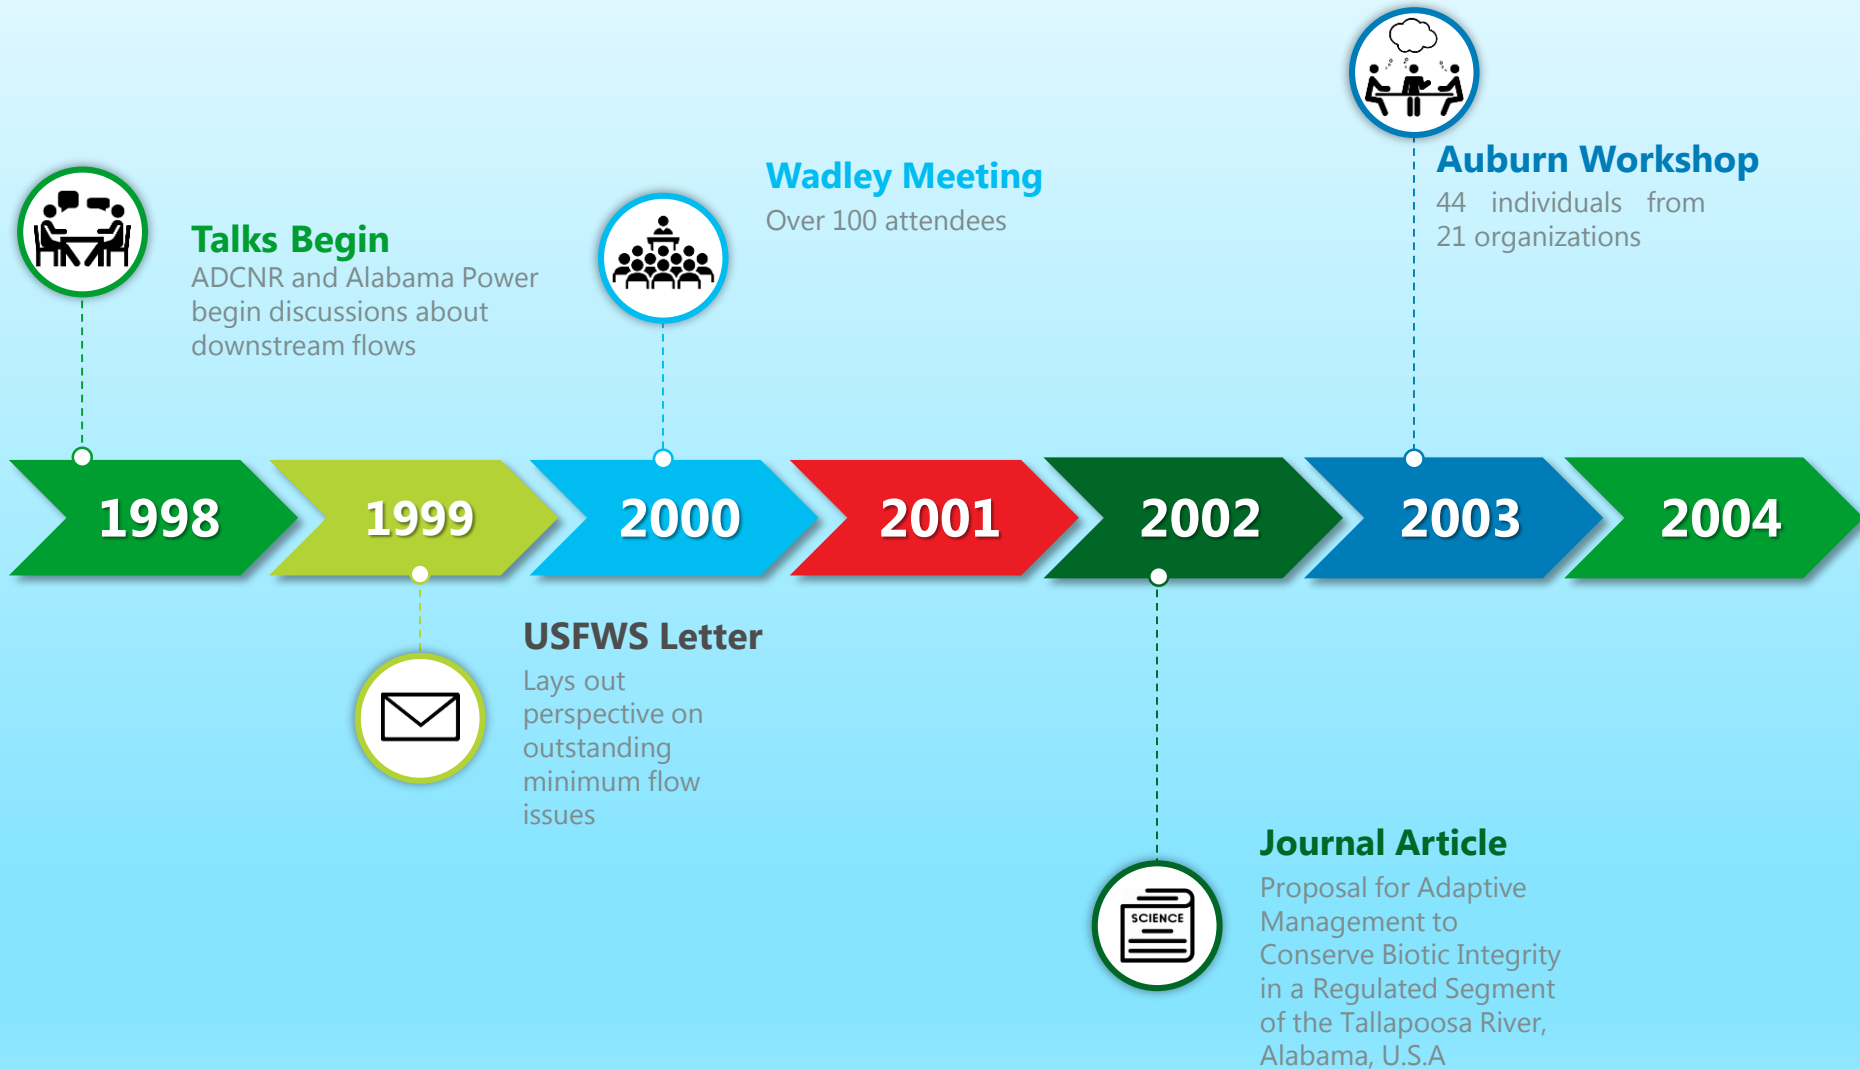 Talks Begin
ADCNR and Alabama Power
begin discussions about
downstream flows
Wadley Meeting
Over 100 attendees
Auburn Workshop
44 individuals from
21 organizations
1998
1999
2000
2001
2002
2003
2004
USFWS Letter
Lays out
perspective on
outstanding
minimum flow
issues
SCIENCE
Journal Article
Proposal for Adaptive
Management to
Conserve Biotic Integrity
in a Regulated Segment
of the Tallapoosa River,
Alabama, U.S.A